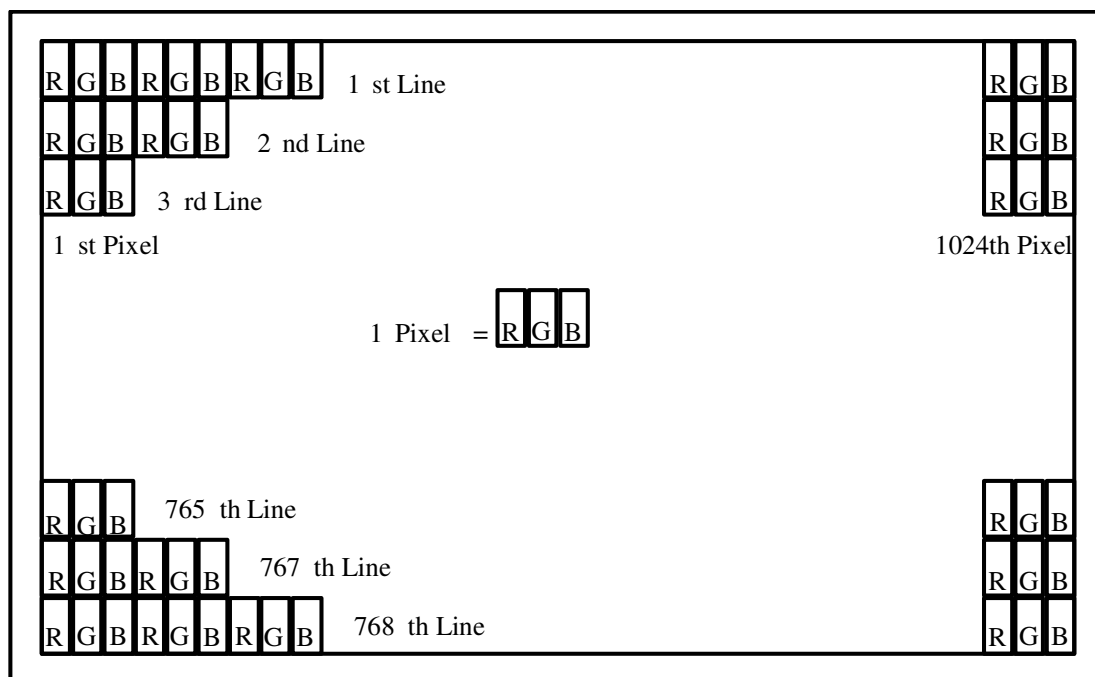 R G B R G B R G B 1 st Line R G B
R G B R G B 2 nd Line R G B
R G B 3 rd Line R G B
1 st Pixel 1024th Pixel
1 Pixel = R G B
R G B 765 th Line R G B
R G B R G B 767 th Line R G B
R G B R G B R G B 768 th Line R G B